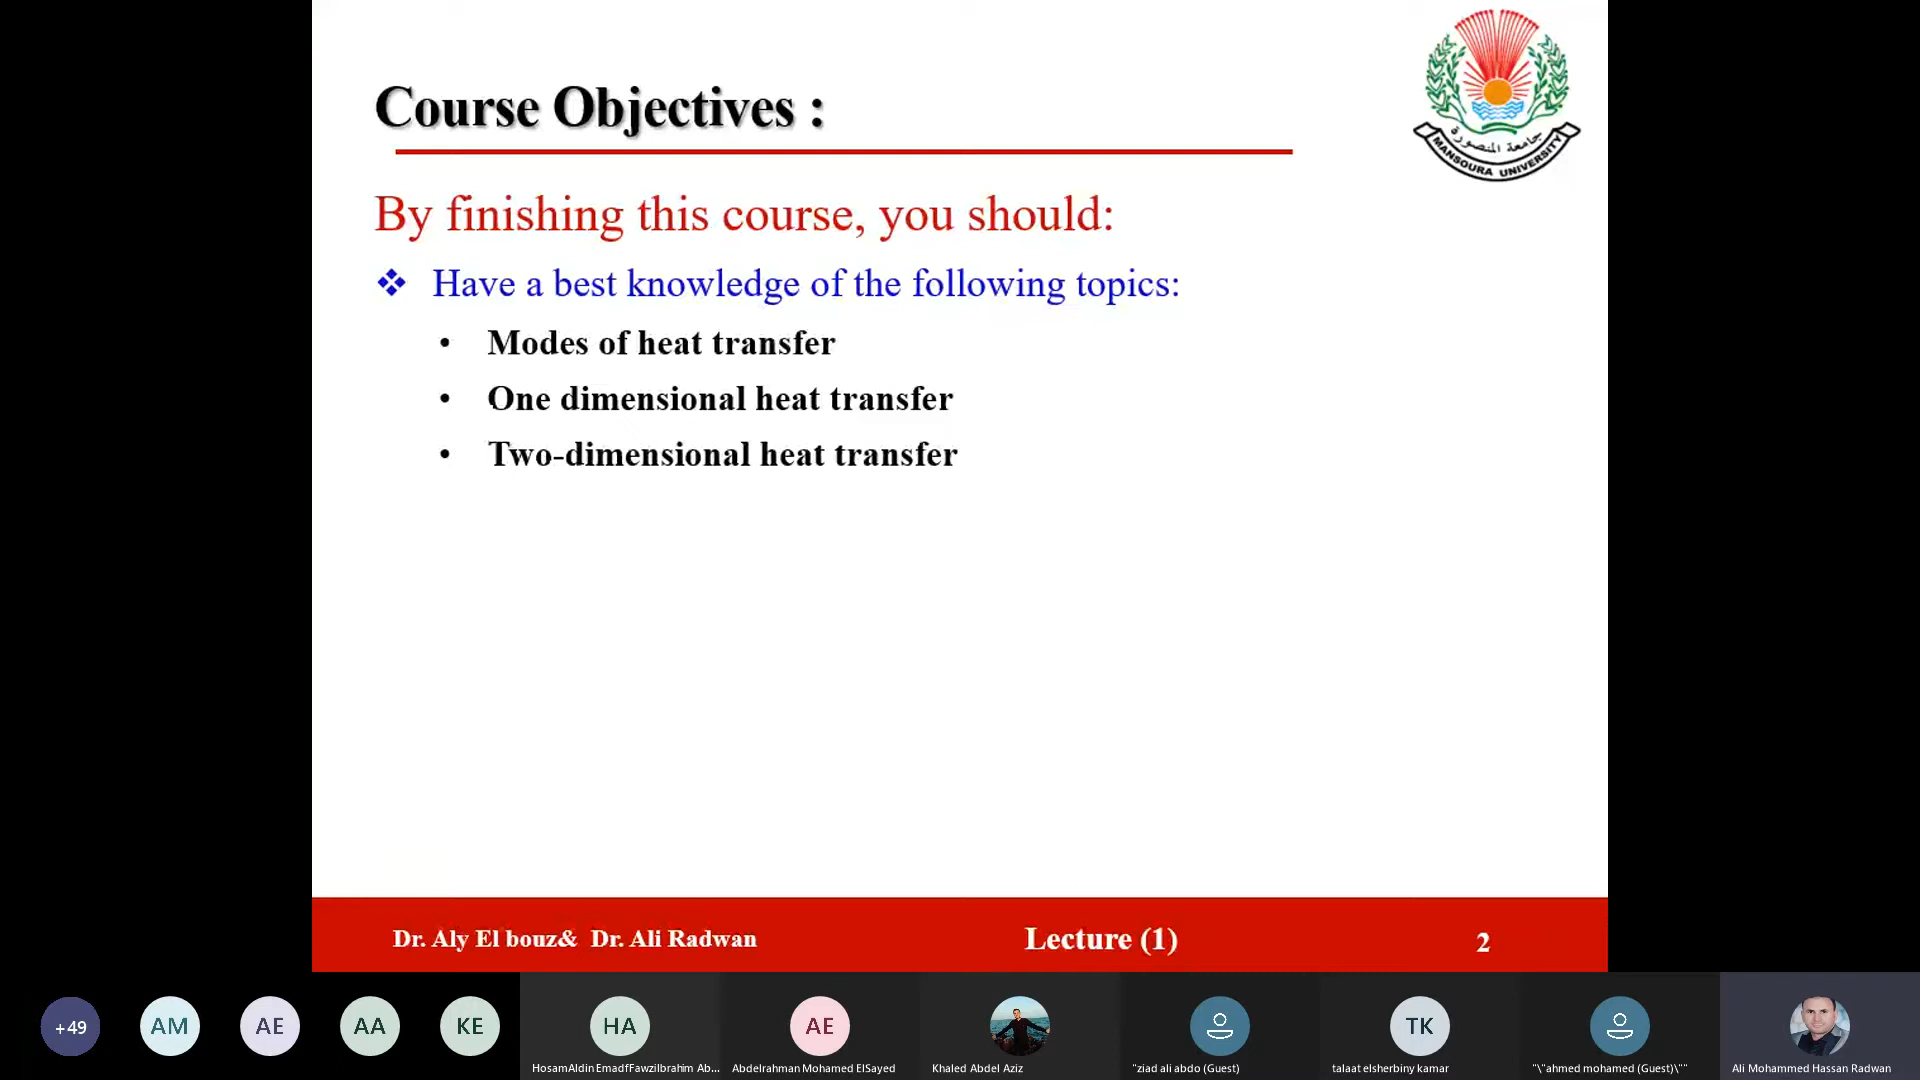 جامعة المنصورة
MANSOURA UNIVERSITY
Course Objectives :
By finishing this course, you should:
❖ Have a best knowledge of the following topics:
• Modes of heat transfer
• One dimensional heat transfer
• Two-dimensional heat transfer
Dr. Aly El bouz& Dr. Ali Radwan Lecture (1) 2
+49 AM AE AA KE HA AE TK
HosamAldin EmadfFawzilbrahim Ab... Abdelrahman Mohamed ElSayed Khaled Abdel Aziz "ziad ali abdo (Guest) talaat elsherbiny kamar "\"ahmed mohamed (Guest)\"" Ali Mohammed Hassan Radwan